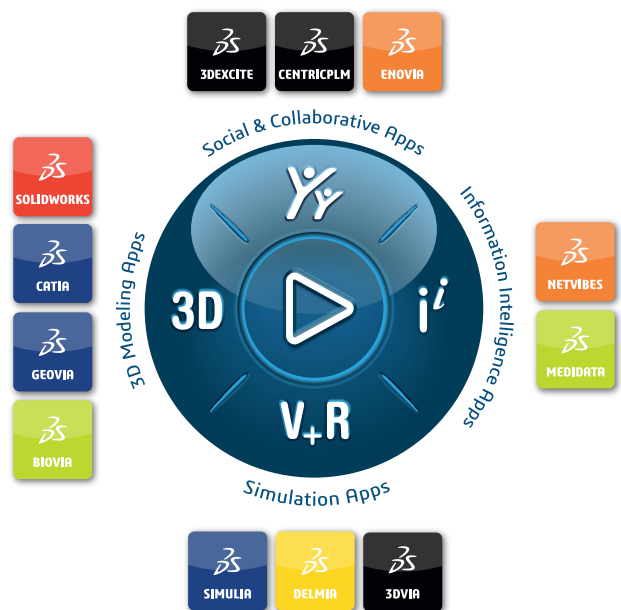 3DEXCITE
CENTRICPLM
ENOVIA
Social & Collaborative Apps
SOLIDWORKS
CATIA
GEOVIA
BIOVIA
3D Modeling Apps
3D
i i
V+R
Information Intelligence Apps
NETVIBES
MEDIDATA
Simulation Apps
SIMULIA
DELMIA
3DVIA